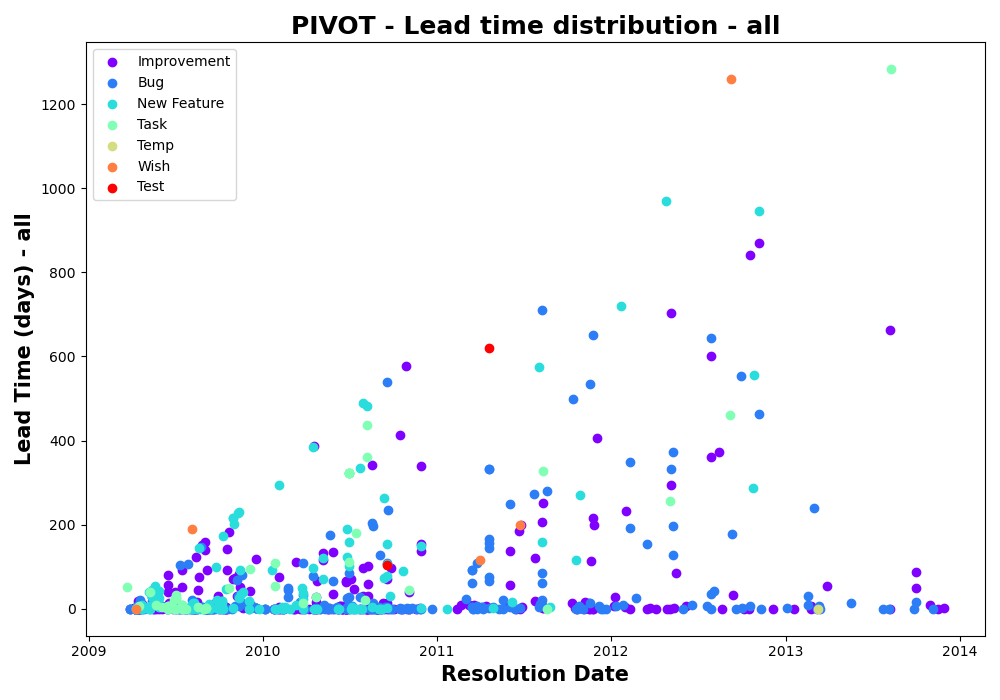 PIVOT - Lead time distribution - all
Improvement
Bug
New Feature
Task
Temp
Wish
Test
Lead Time (days) - all
1200
1000
800
600
400
200
0
2009
2010
2011
2012
2013
2014
Resolution Date